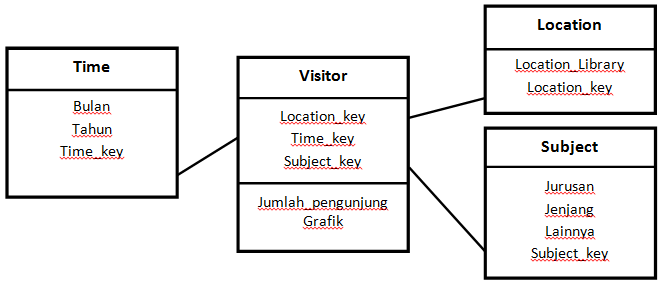 Time
Bulan
Tahun
Time_key
Visitor
Location_key
Time_key
Subject_key
Jumlah_pengunjung
Grafik
Location
Location_Library
Location_key
Subject
Jurusan
Jenjang
Lainnya
Subject_key